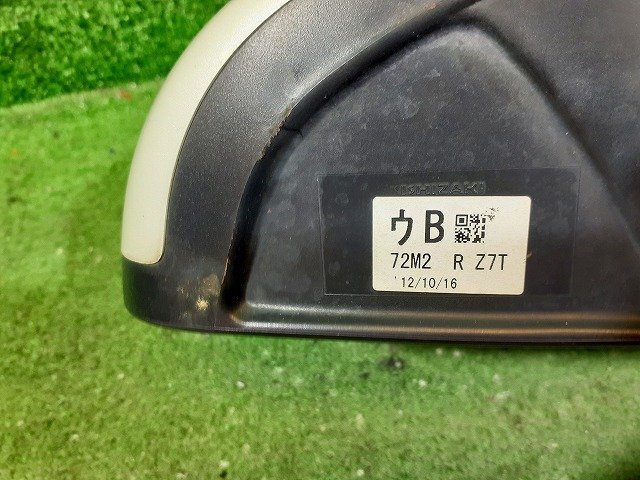 ISHIZAKI
ウB
72M2 R Z7T
'12/10/16